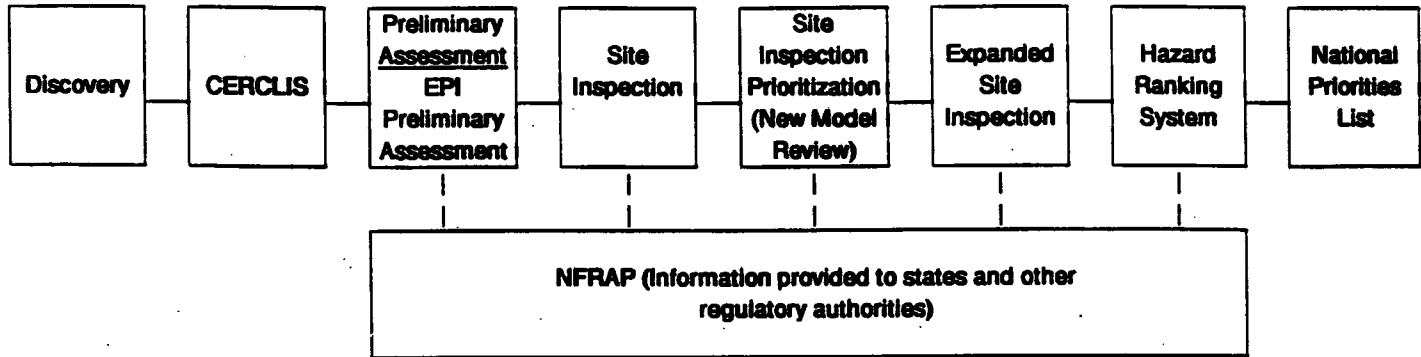 Discovery
CERCLIS
Preliminary
Assessment
EPI
Preliminary
Assessment
Site
Inspection
Site
Inspection
Prioritization
(New Model
Review)
Expanded
Site
Inspection
Hazard
Ranking
System
National
Priorities
List
NFRAP (Information provided to states and other
regulatory authorities)